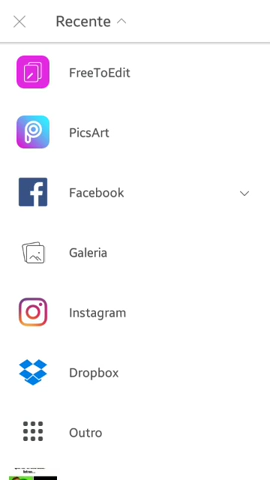 Recente
FreeToEdit
PicsArt
Facebook
Galeria
Instagram
Dropbox
Outro